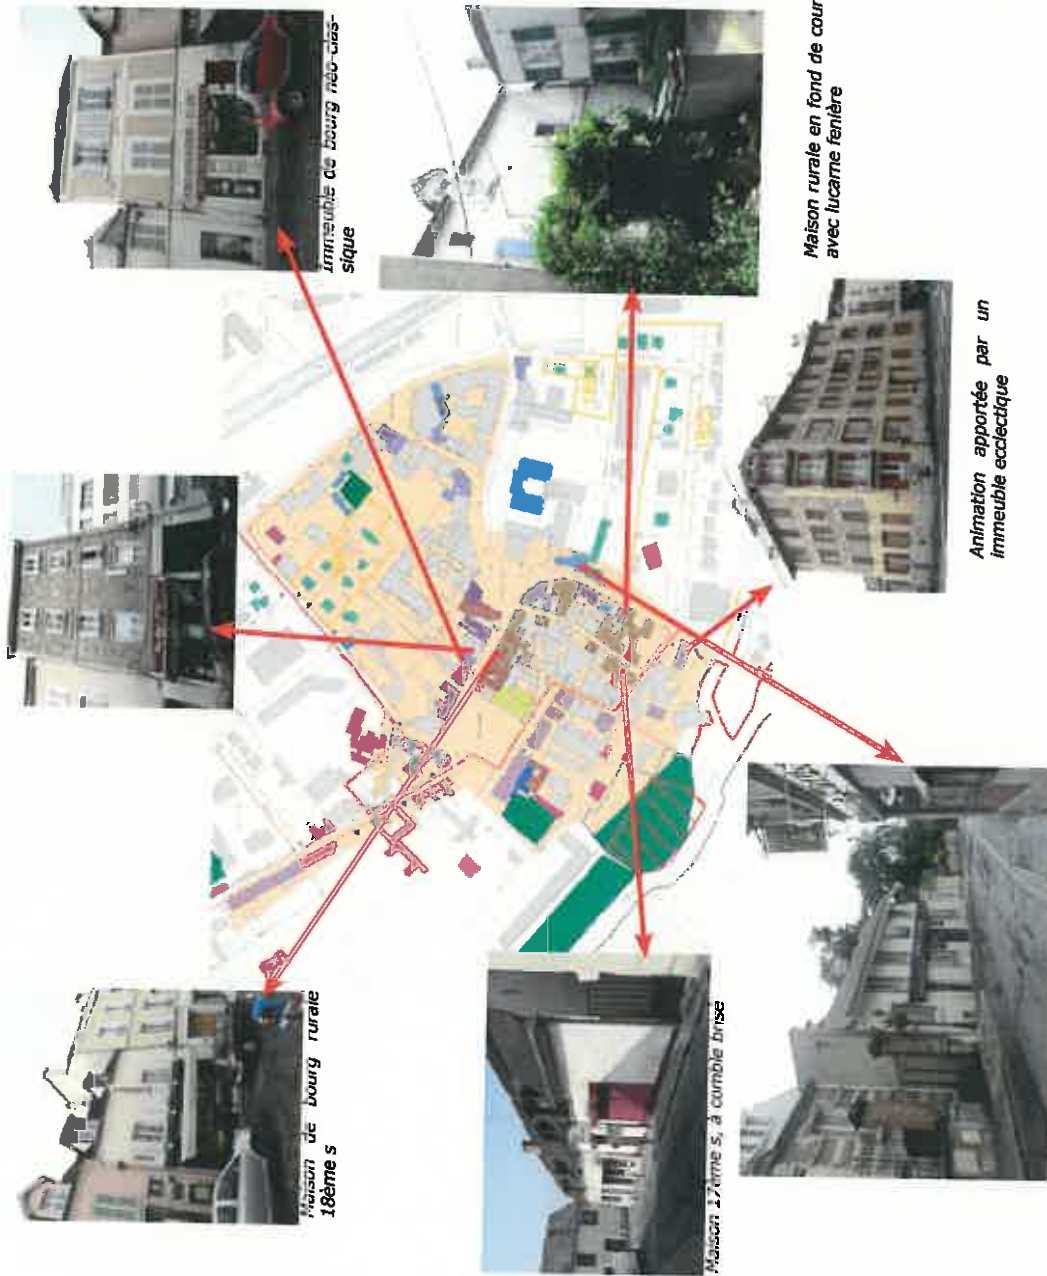 Immeuble de bourg néo-clas-
sique
Maison rurale en fond de cour
avec lucarne fenière
Animation apportée par un
immeuble ecclectique
Maison de bourg rurale
18ème s
Maison 17ème s, à comble brisé